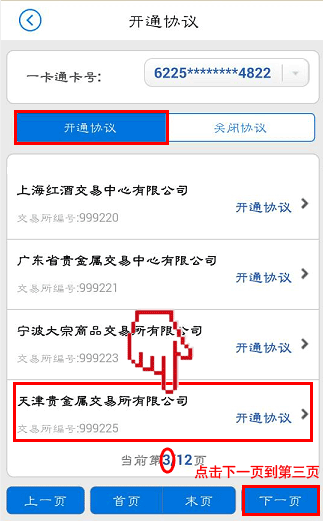 开通协议
一卡通卡号: 6225********4822
开通协议 关闭协议
上海红酒交易中心有限公司
开通协议
交易所编号:999220
广东省贵金属交易中心有限公司
开通协议
交易所编号:999221
宁波大宗商品交易所有限公司
开通协议
交易所编号:999223
天津贵金属交易所有限公司
开通协议
交易所编号:999225
当前第3/12页
点击下一页到第三页
上一页 首页 末页 下一页